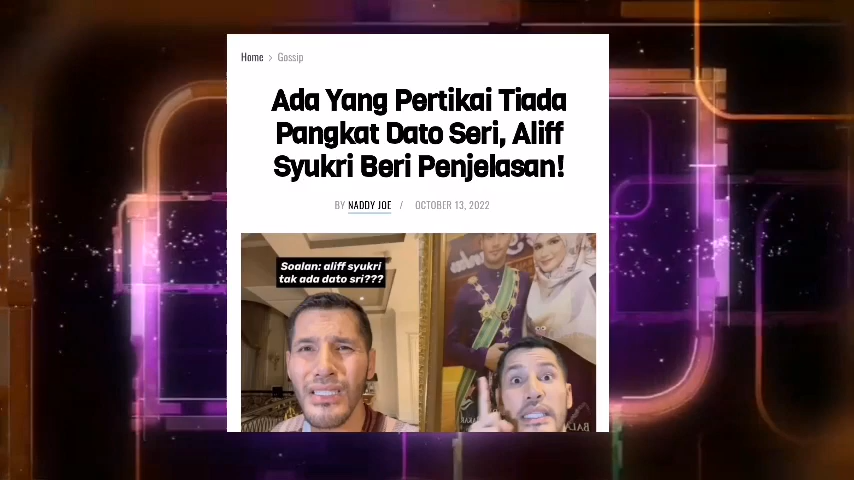 Home > Gossip
Ada Yang Pertikai Tiada
Pangkat Dato Seri, Aliff
Syukri Beri Penjelasan!
BY NADDY JOE / OCTOBER 13, 2022
Soalan: aliff syukri
tak ada dato sri???